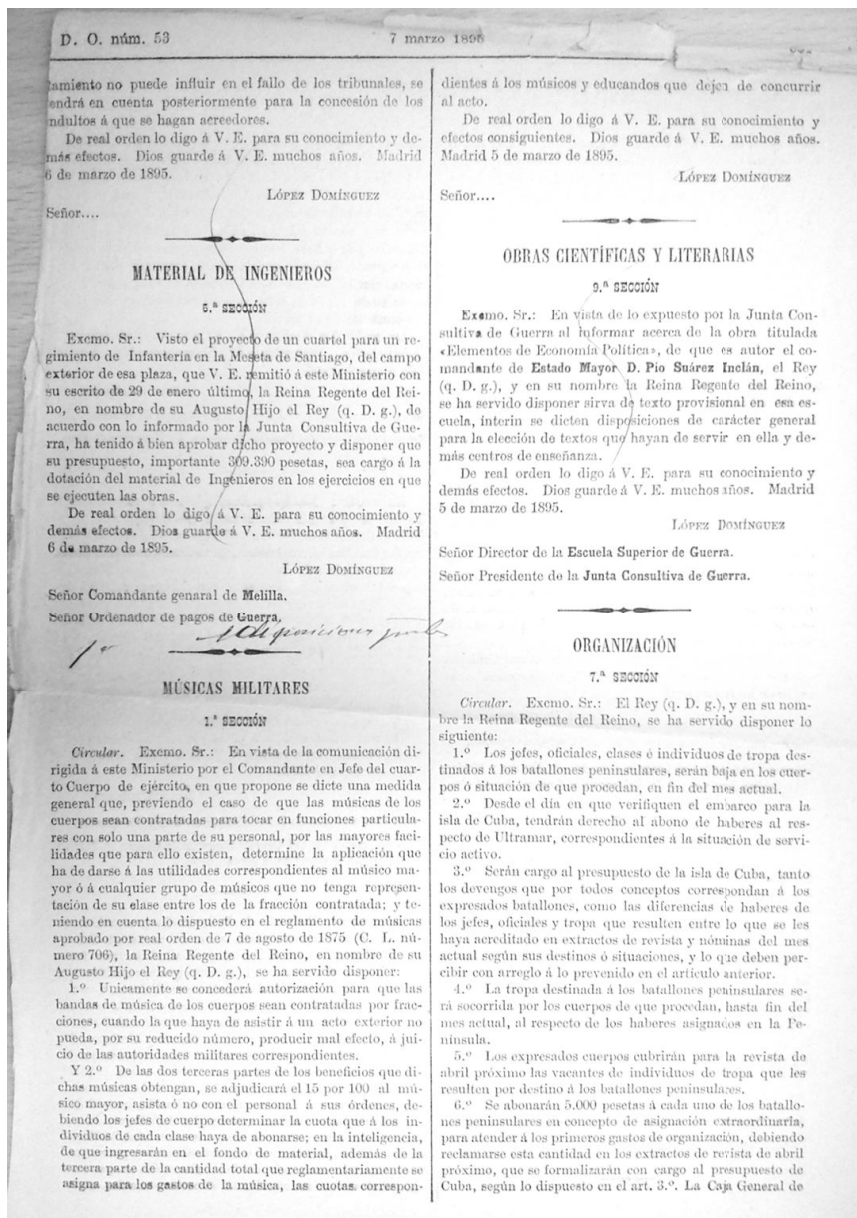 D. O. núm. 53
7 marzo 1895
tamiento no puede influir en el fallo de los tribunales, se
tendrá en cuenta posteriormente para la concesión de los
indultos á que se hagan acreedores.
De real orden lo digo á V. E. para su conocimiento y de-
más efectos. Dios guarde á V. E. muchos años. Madrid
6 de marzo de 1895.
López Domínguez
Señor....
MATERIAL DE INGENIEROS
5.ª SECCIÓN
Excmo. Sr.: Visto el proyecto de un cuartel para un re-
gimiento de Infantería en la Meseta de Santiago, del campo
exterior de esa plaza, que V. E. remitió á este Ministerio con
su escrito de 29 de enero último, la Reina Regente del Rei-
no, en nombre de su Augusto Hijo el Rey (q. D. g.), de
acuerdo con lo informado por la Junta Consultiva de Gue-
rra, ha tenido á bien aprobar dicho proyecto y disponer que
su presupuesto, importante 309.390 pesetas, sea cargo á la
dotación del material de Ingenieros en los ejercicios en que
se ejecuten las obras.
De real orden lo digo á V. E. para su conocimiento y
demás efectos. Dios guarde á V. E. muchos años. Madrid
6 de marzo de 1895.
López Domínguez
Señor Comandante genaral de Melilla.
Señor Ordenador de pagos de Guerra.
MÚSICAS MILITARES
1.ª SECCIÓN
Circular. Excmo. Sr.: En vista de la comunicación di-
rigida á este Ministerio por el Comandante en Jefe del cuar-
to Cuerpo de ejército, en que propone se dicte una medida
general que, previendo el caso de que las músicas de los
cuerpos sean contratadas para tocar en funciones particula-
res con solo una parte de su personal, por las mayores faci-
lidades que para ello existen, determine la aplicación que
ha de darse á las utilidades correspondientes al músico ma-
yor ó á cualquier grupo de músicos que no tenga represen-
tación de su clase entre los de la fracción contratada; y te-
niendo en cuenta lo dispuesto en el reglamento de músicas
aprobado por real orden de 7 de agosto de 1875 (C. L. nú-
mero 706), la Reina Regente del Reino, en nombre de su
Augusto Hijo el Rey (q. D. g.), se ha servido disponer:
1.º Unicamente se concederá autorización para que las
bandas de música de los cuerpos sean contratadas por frac-
ciones, cuando la que haya de asistir á un acto exterior no
pueda, por su reducido número, producir mal efecto, á jui-
cio de las autoridades militares correspondientes.
Y 2.º De las dos terceras partes de los beneficios que di-
chas músicas obtengan, se adjudicará el 15 por 100 al mú-
sico mayor, asista ó no con el personal á sus órdenes, de-
biendo los jefes de cuerpo determinar la cuota que á los in-
dividuos de cada clase haya de abonarse; en la inteligencia,
de que ingresarán en el fondo de material, además de la
tercera parte de la cantidad total que reglamentariamente se
asigna para los gastos de la música, las cuotas correspon-
dientes á los músicos y educandos que dejen de concurrir
al acto.
De real orden lo digo á V. E. para su conocimiento y
efectos consiguientes. Dios guarde á V. E. muchos años.
Madrid 5 de marzo de 1895.
López Domínguez
Señor....
OBRAS CIENTÍFICAS Y LITERARIAS
9.ª SECCIÓN
Excmo. Sr.: En vista de lo expuesto por la Junta Con-
sultiva de Guerra al informar acerca de la obra titulada
«Elementos de Economía Política», de que es autor el co-
mandante de Estado Mayor D. Pío Suárez Inclán, el Rey
(q. D. g.), y en su nombre la Reina Regente del Reino,
se ha servido disponer sirva de texto provisional en esa es-
cuela, ínterin se dicten disposiciones de carácter general
para la elección de textos que hayan de servir en ella y de-
más centros de enseñanza.
De real orden lo digo á V. E. para su conocimiento y
demás efectos. Dios guarde á V. E. muchos años. Madrid
5 de marzo de 1895.
López Domínguez
Señor Director de la Escuela Superior de Guerra.
Señor Presidente de la Junta Consultiva de Guerra.
ORGANIZACIÓN
7.ª SECCIÓN
Circular. Excmo. Sr.: El Rey (q. D. g.), y en su nom-
bre la Reina Regente del Reino, se ha servido disponer lo
siguiente:
1.º Los jefes, oficiales, clases é individuos de tropa des-
tinados á los batallones peninsulares, serán baja en los cuer-
pos ó situación de que procedan, en fin del mes actual.
2.º Desde el día en que verifiquen el embarco para la
isla de Cuba, tendrán derecho al abono de haberes al res-
pecto de Ultramar, correspondientes á la situación de servi-
cio activo.
3.º Serán cargo al presupuesto de la isla de Cuba, tanto
los devengos que por todos conceptos correspondan á los
expresados batallones, como las diferencias de haberes de
los jefes, oficiales y tropa que resulten entre lo que se les
haya acreditado en extractos de revista y nóminas del mes
actual según sus destinos ó situaciones, y lo que deben per-
cibir con arreglo á lo prevenido en el artículo anterior.
4.º La tropa destinada á los batallones peninsulares se-
rá socorrida por los cuerpos de que procedan, hasta fin del
mes actual, al respecto de los haberes asignados en la Pe-
nínsula.
5.º Los expresados cuerpos cubrirán para la revista de
abril próximo las vacantes de individuos de tropa que les
resulten por destino á los batallones peninsulares.
6.º Se abonarán 5.000 pesetas á cada uno de los batallo-
nes peninsulares en concepto de asignación extraordinaria,
para atender á los primeros gastos de organización, debiendo
reclamarse esta cantidad en los extractos de revista de abril
próximo, que se formalizarán con cargo al presupuesto de
Cuba, según lo dispuesto en el art. 3.º. La Caja General de